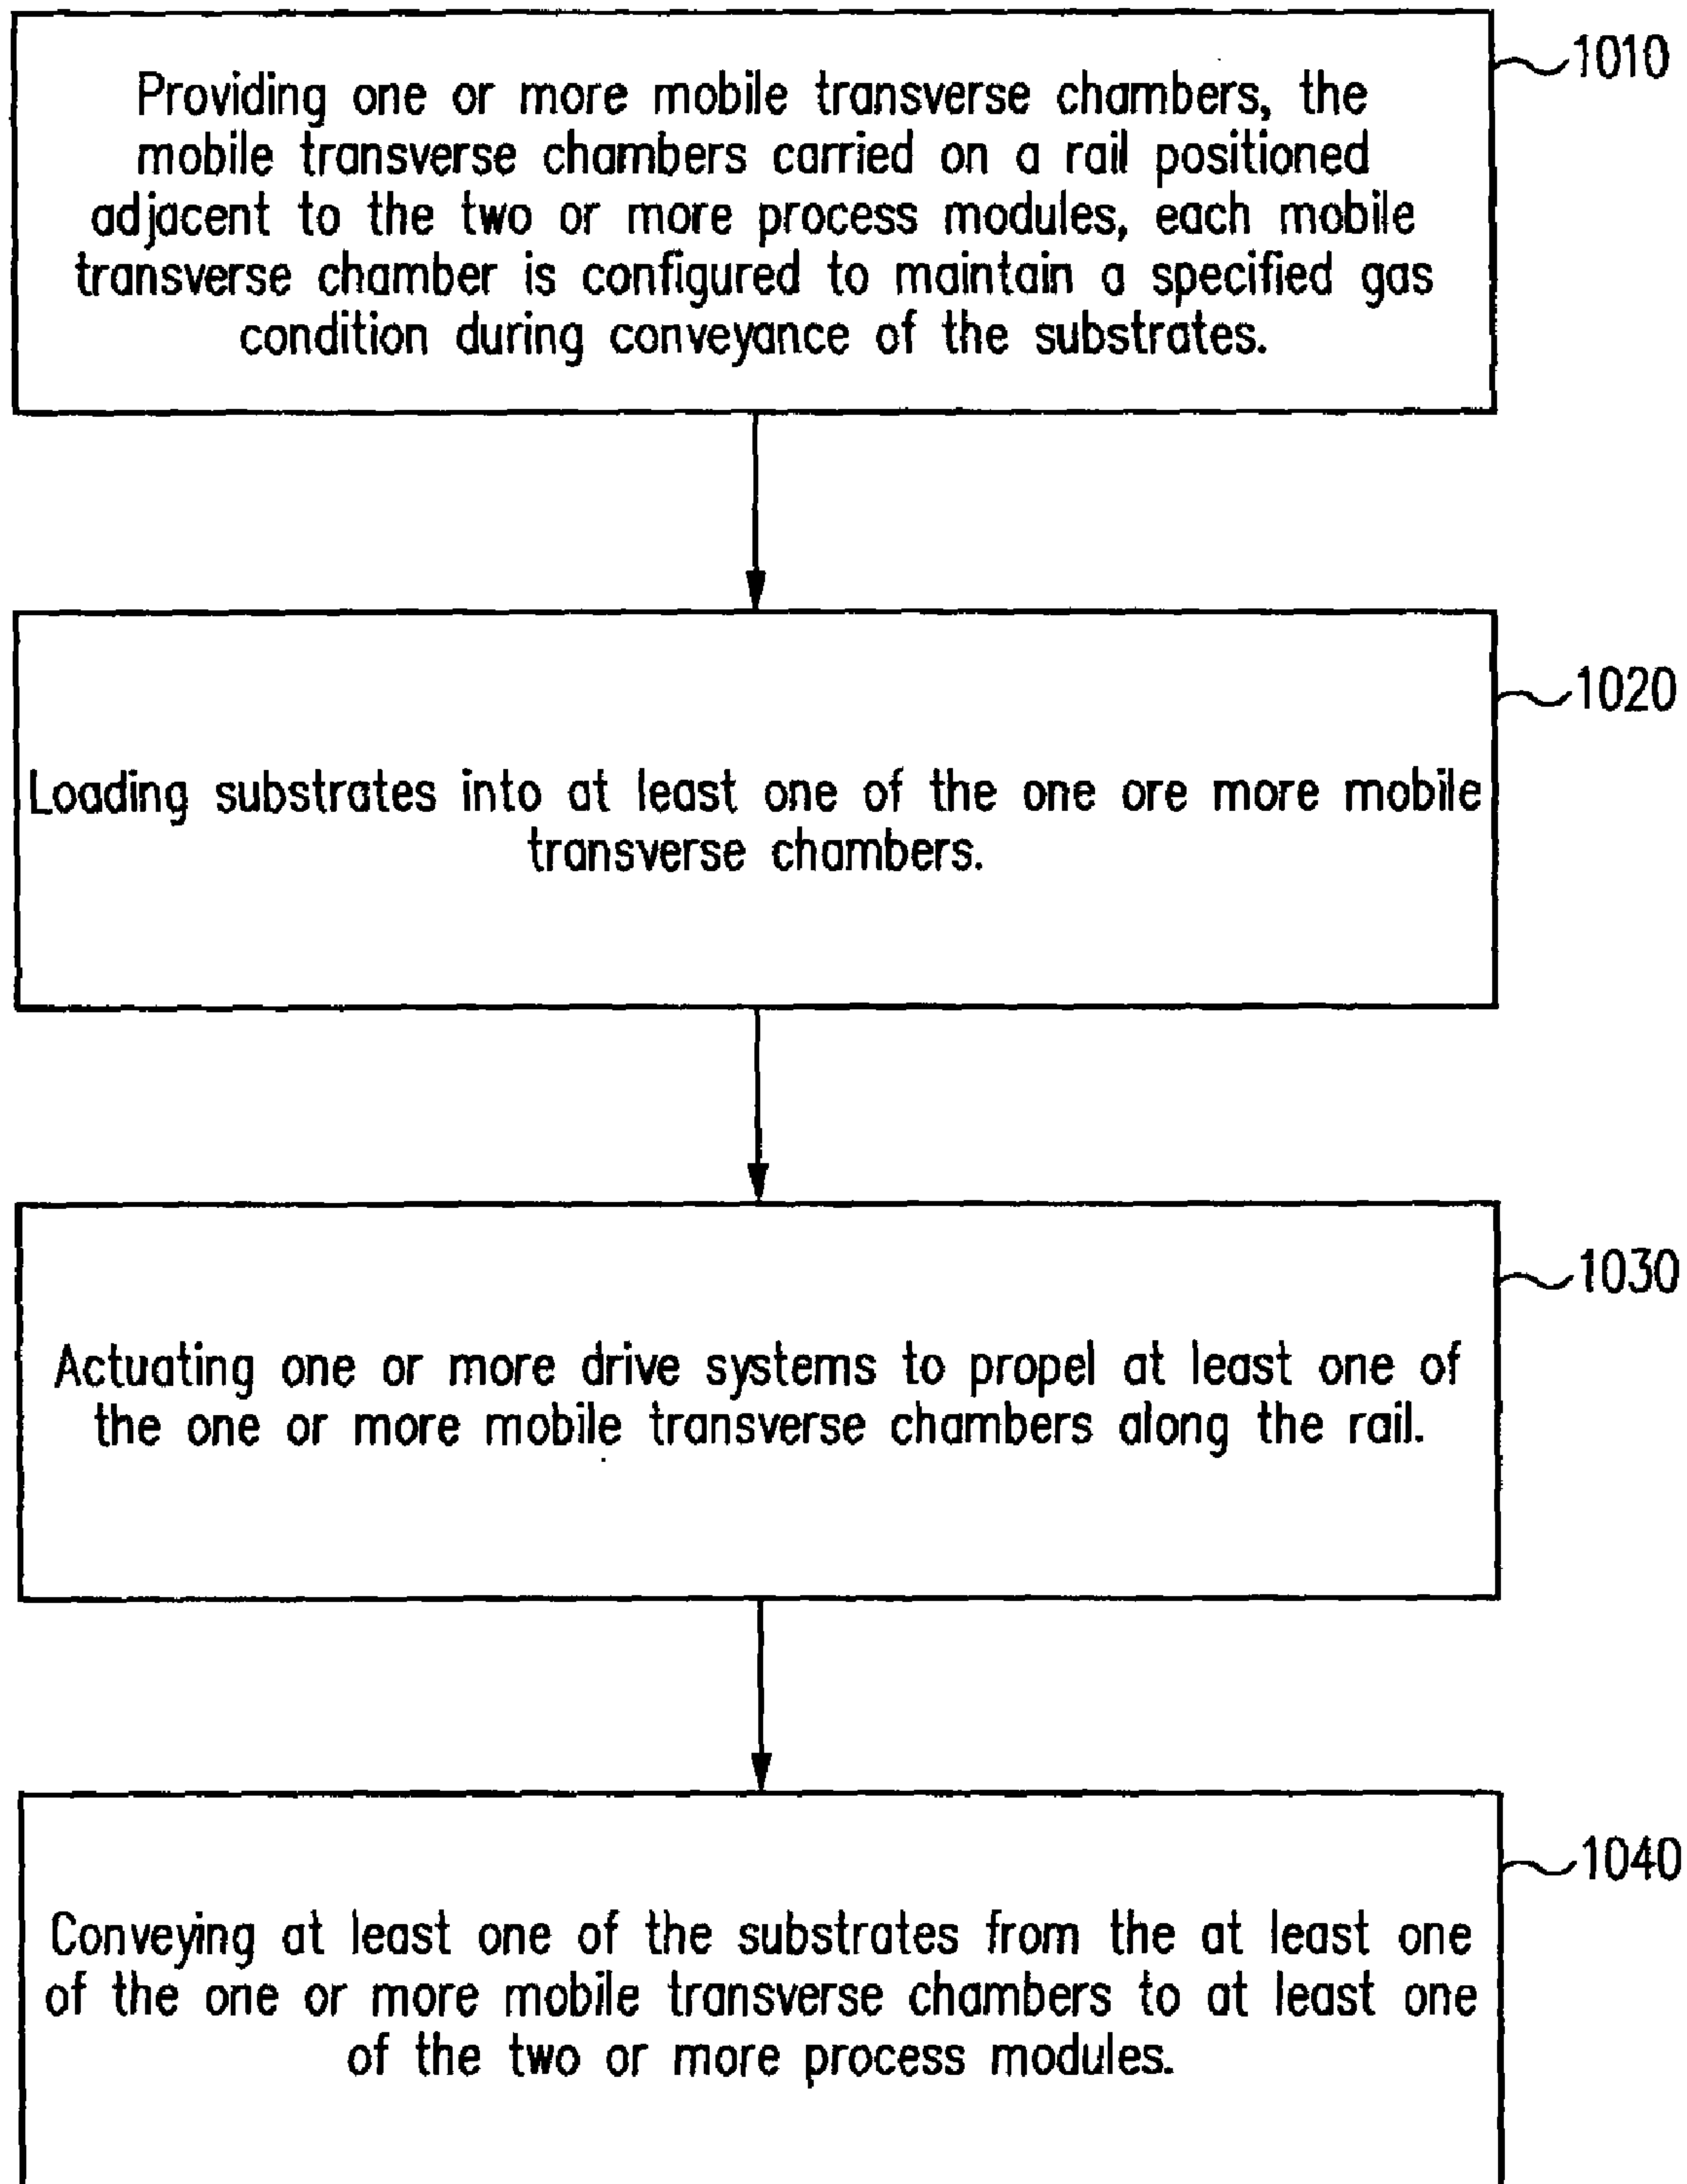 Providing one or more mobile transverse chambers, the
mobile transverse chambers carried on a rail positioned
adjacent to the two or more process modules, each mobile
transverse chamber is configured to maintain a specified gas
condition during conveyance of the substrates.
1010
Loading substrates into at least one of the one ore more mobile
transverse chambers.
1020
Actuating one or more drive systems to propel at least one of
the one or more mobile transverse chambers along the rail.
1030
Conveying at least one of the substrates from the at least one
of the one or more mobile transverse chambers to at least one
of the two or more process modules.
1040